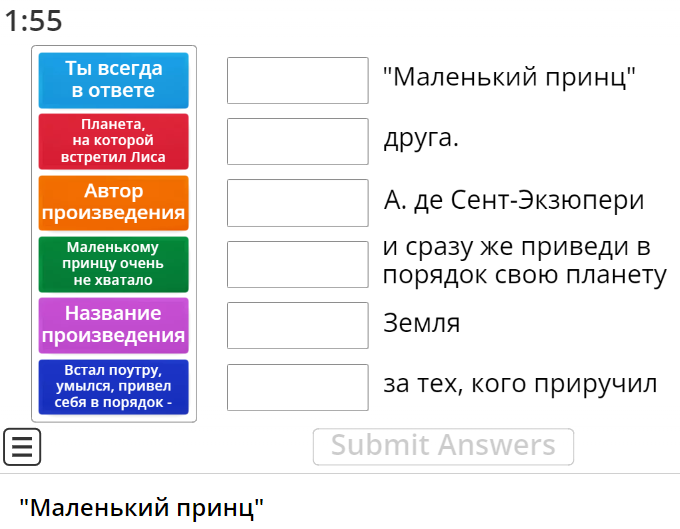 1:55
Ты всегда
в ответе
Планета,
на которой
встретил Лиса
Автор
произведения
Маленькому
принцу очень
не хватало
Название
произведения
Встал поутру,
умылся, привел
себя в порядок -
"Маленький принц"
друга.
А. де Сент-Экзюпери
и сразу же приведи в
порядок свою планету
Земля
за тех, кого приручил
Submit Answers
"Маленький принц"